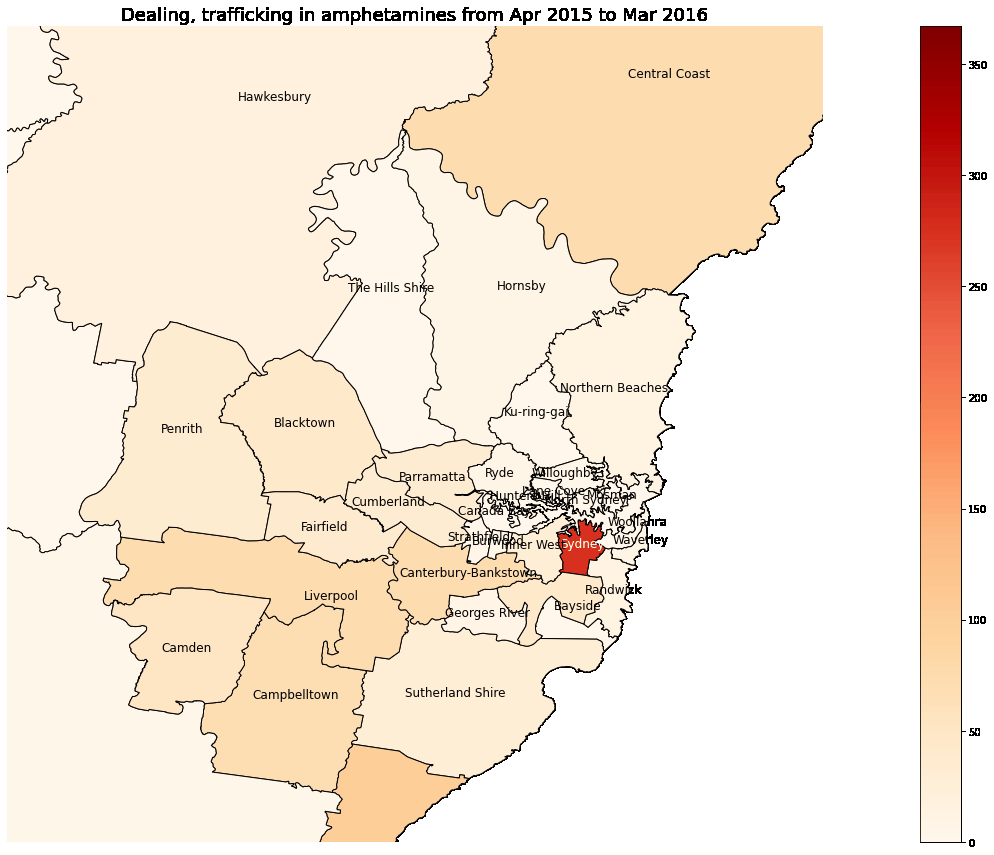 Dealing, trafficking in amphetamines from Apr 2015 to Mar 2016
Central Coast
Hawkesbury
The Hills Shire
Hornsby
Northern Beaches
Ku-ring-gai
Blacktown
Penrith
Parramatta
Ryde
Willoughby
Lane Cove
Mosman
North Sydney
Cumberland
Canada Bay
Fairfield
Woollahra
Strathfield
Burwood
Inner West
Sydney
Waverley
Canterbury-Bankstown
Liverpool
Randwick
Bayside
Georges River
Camden
Campbelltown
Sutherland Shire
350
300
250
200
150
100
50
0